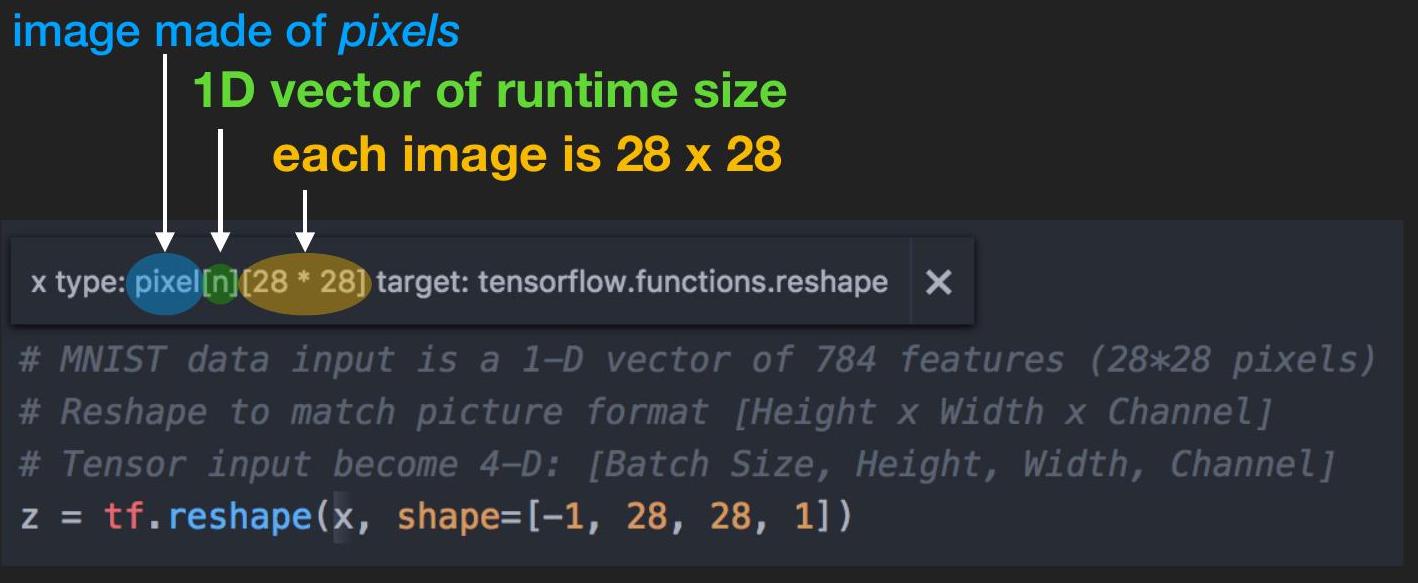 image made of pixels
1D vector of runtime size
each image is 28 x 28
x type: pixel[n][28 * 28] target: tensorflow.functions.reshape ✕
# MNIST data input is a 1-D vector of 784 features (28*28 pixels)
# Reshape to match picture format [Height x Width x Channel]
# Tensor input become 4-D: [Batch Size, Height, Width, Channel]
z = tf.reshape(x, shape=[-1, 28, 28, 1])